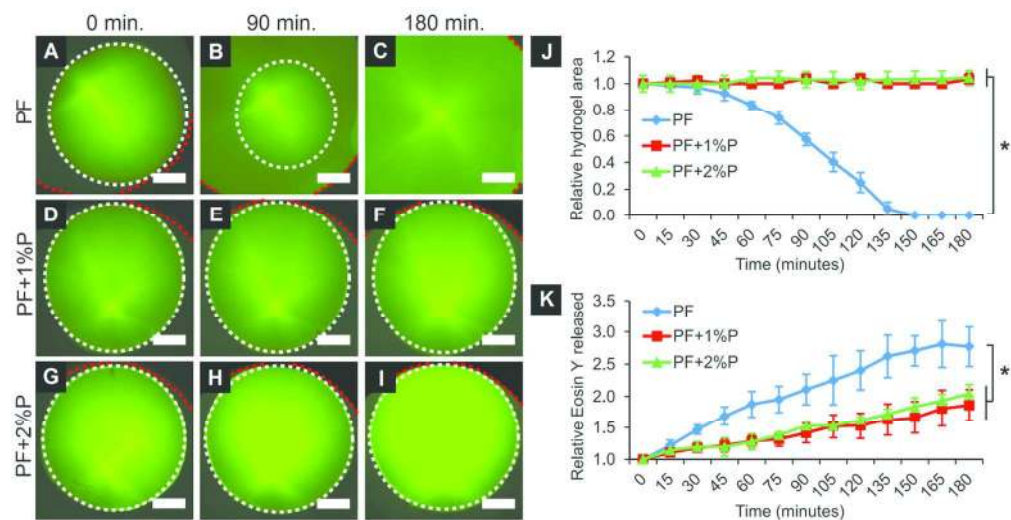 0 min.
90 min.
180 min.
PF
A
B
C
PF+1%P
D
E
F
PF+2%P
G
H
I
J
Relative hydrogel area
1.2
1.0
0.8
0.6
0.4
0.2
0.0
PF
PF+1%P
PF+2%P
*
0 15 30 45 60 75 90 105 120 135 150 165 180
Time (minutes)
K
Relative Eosin Y released
3.5
3.0
2.5
2.0
1.5
1.0
PF
PF+1%P
PF+2%P
*
0 15 30 45 60 75 90 105 120 135 150 165 180
Time (minutes)